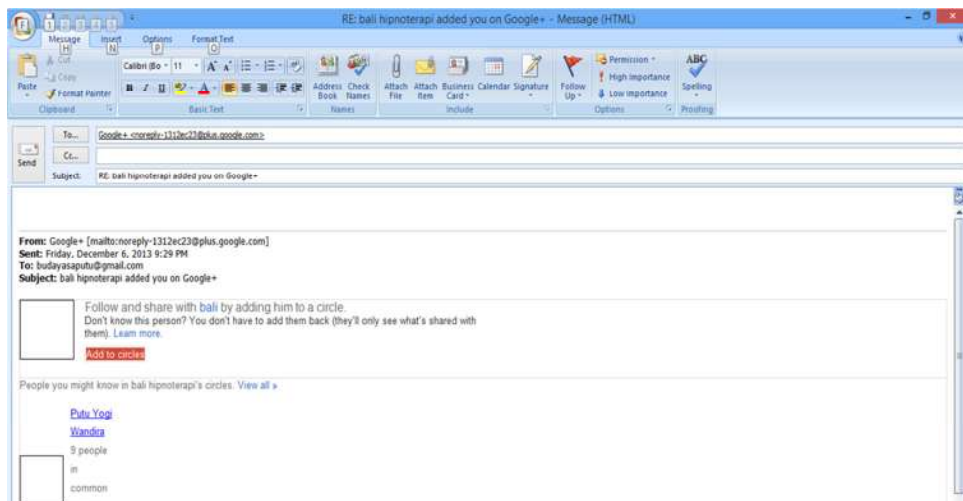 RE: bali hipnoterapi added you on Google+ - Message (HTML)
Message Insert Options Format Text
H N P O
Cut
Copy
Paste
Format Painter
Clipboard
Calibri (Bo 11
Basic Text
Address Book
Check Names
Names
Attach File
Attach Item
Business Card
Calendar
Signature
Include
Follow Up
Permission
High Importance
Low Importance
Options
ABC
Spelling
Proofing
Send
To... Google+ <noreply-1312ec23@plus.google.com>
Cc...
Subject: RE: bali hipnoterapi added you on Google+
From: Google+ [mailto:noreply-1312ec23@plus.google.com]
Sent: Friday, December 6, 2013 9:29 PM
To: budayasaputu@gmail.com
Subject: bali hipnoterapi added you on Google+
Follow and share with bali by adding him to a circle.
Don't know this person? You don't have to add them back (they'll only see what's shared with
them). Learn more.
Add to circles
People you might know in bali hipnoterapi's circles. View all »
Putu Yogi
Wandira
9 people
in
common